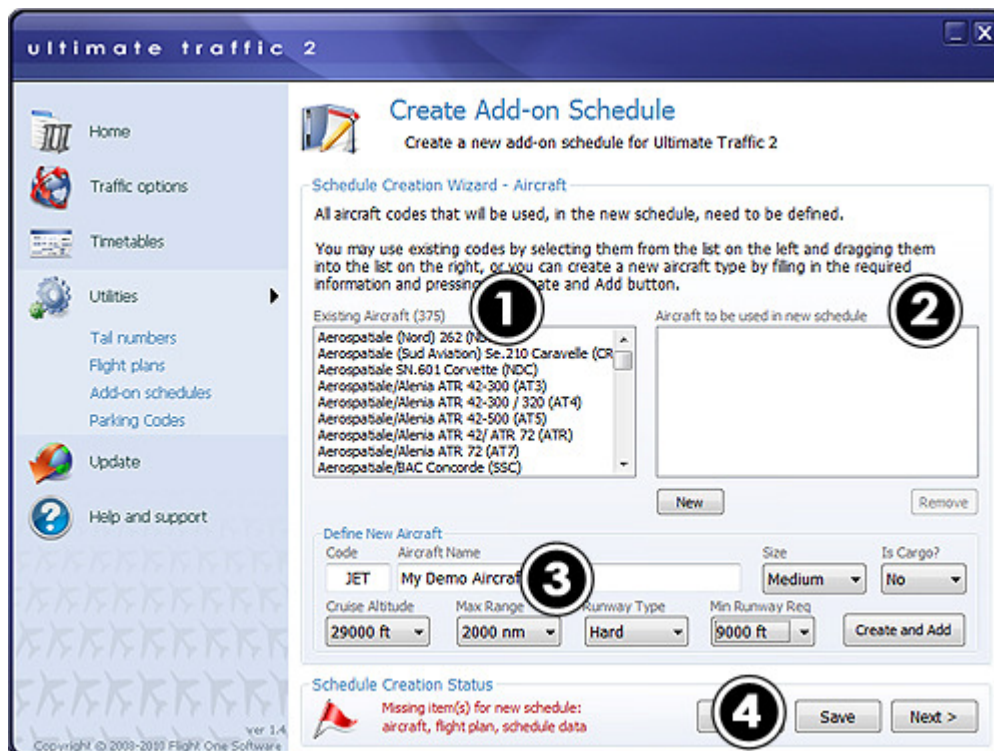 ultimate traffic 2
Home
Traffic options
Timetables
Utilities
Tail numbers
Flight plans
Add-on schedules
Parking Codes
Update
Help and support
ver 1.4
Copyright © 2008-2010 Flight One Software
Create Add-on Schedule
Create a new add-on schedule for Ultimate Traffic 2
Schedule Creation Wizard - Aircraft
All aircraft codes that will be used, in the new schedule, need to be defined.
You may use existing codes by selecting them from the list on the left and dragging them
into the list on the right, or you can create a new aircraft type by filling in the required
information and pressing and Add button.
1
2
Existing Aircraft (375)
Aerospatiale (Nord) 262
Aerospatiale (Sud Aviation) Se.210 Caravelle (CR
Aerospatiale SN.601 Corvette (NDC)
Aerospatiale/Alenia ATR 42-300 (AT3)
Aerospatiale/Alenia ATR 42-300 / 320 (AT4)
Aerospatiale/Alenia ATR 42-500 (AT5)
Aerospatiale/Alenia ATR 42/ ATR 72 (ATR)
Aerospatiale/Alenia ATR 72 (AT7)
Aerospatiale/BAC Concorde (SSC)
Aircraft to be used in new schedule
New
Remove
Define New Aircraft
Code Aircraft Name Size Is Cargo?
JET My Demo Aircraf 3 Medium No
Cruise Altitude Max Range Runway Type Min Runway Req
29000 ft 2000 nm Hard 9000 ft Create and Add
Schedule Creation Status
Missing item(s) for new schedule:
aircraft, flight plan, schedule data
4 Save Next >